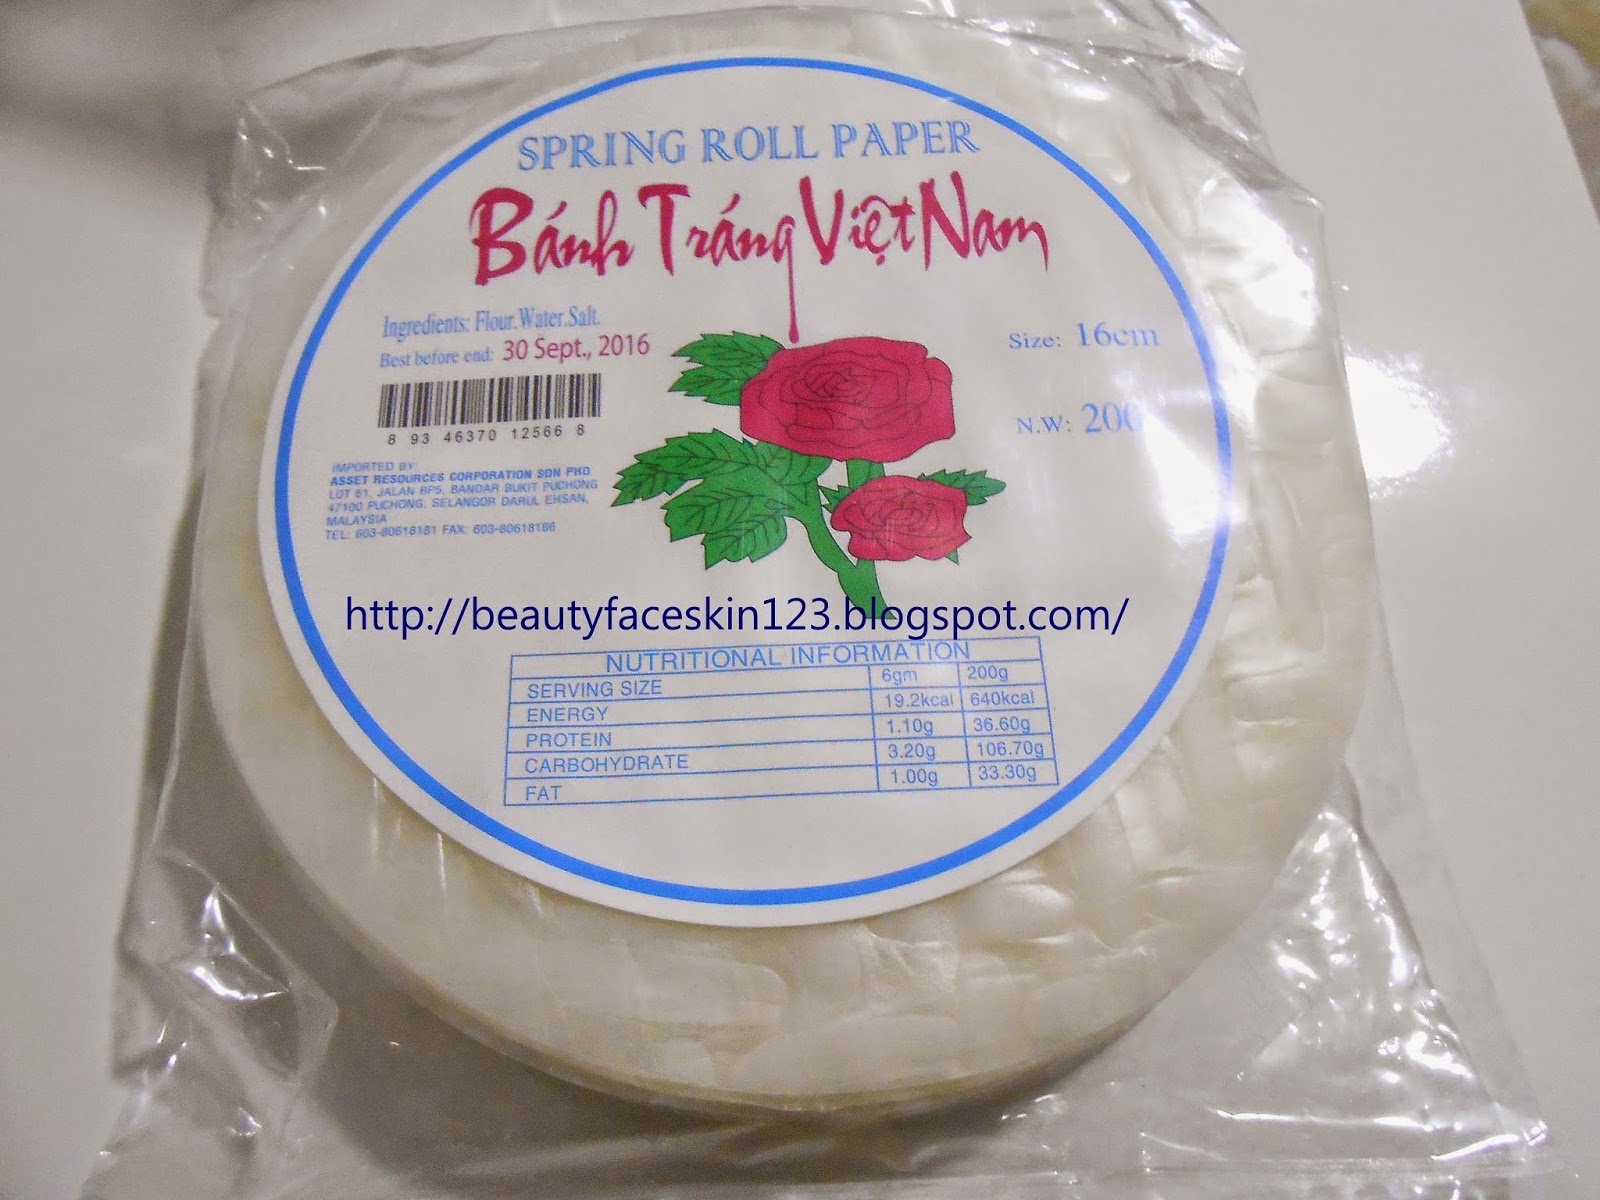 SPRING ROLL PAPER
Bánh Tráng Việt Nam
Ingredients: Flour.Water.Salt.
Best before end: 30 Sept., 2016
8 93 46370 12566 8
IMPORTED BY:
ASSET RESOURCES CORPORATION SDN PHD
LOT 51, JALAN BP5, BANDAR BUKIT PUCHONG
47100 PUCHONG, SELANGOR DARUL EHSAN,
MALAYSIA
TEL: 603-80618181 FAX: 603-80618186
Size: 16cm
N.W: 200
http://beautyfaceskin123.blogspot.com/
NUTRITIONAL INFORMATION
SERVING SIZE 6gm 200g
ENERGY 19.2kcal 640kcal
PROTEIN 1.10g 36.60g
CARBOHYDRATE 3.20g 106.70g
FAT 1.00g 33.30g